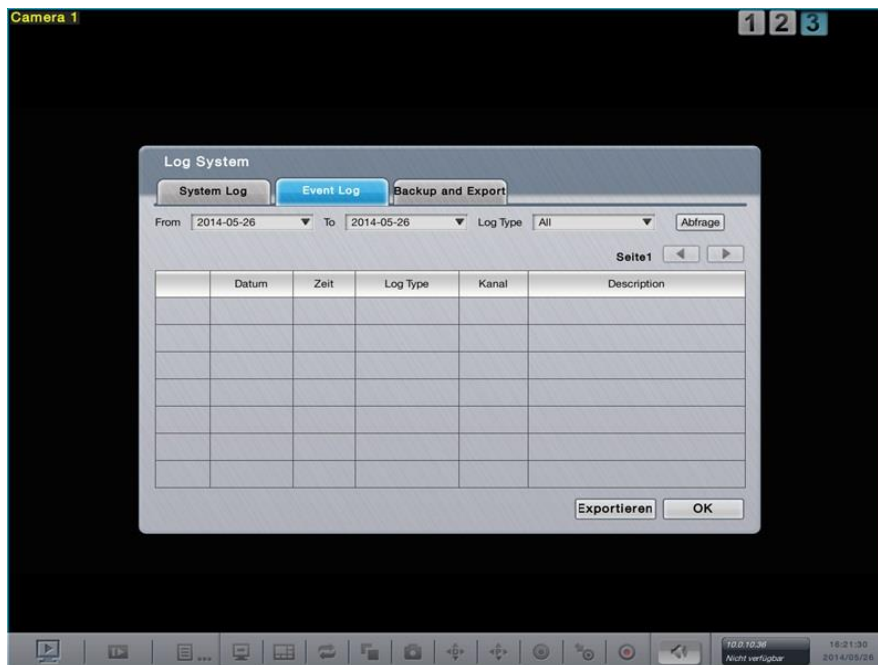 Camera 1
1 2 3
Log System
System Log Event Log Backup and Export
From 2014-05-26 To 2014-05-26 Log Type All Abfrage
Seite1
Datum Zeit Log Type Kanal Description
Exportieren OK
10.0.10.36 16:21:30
Nicht verfügbar 2014/05/26